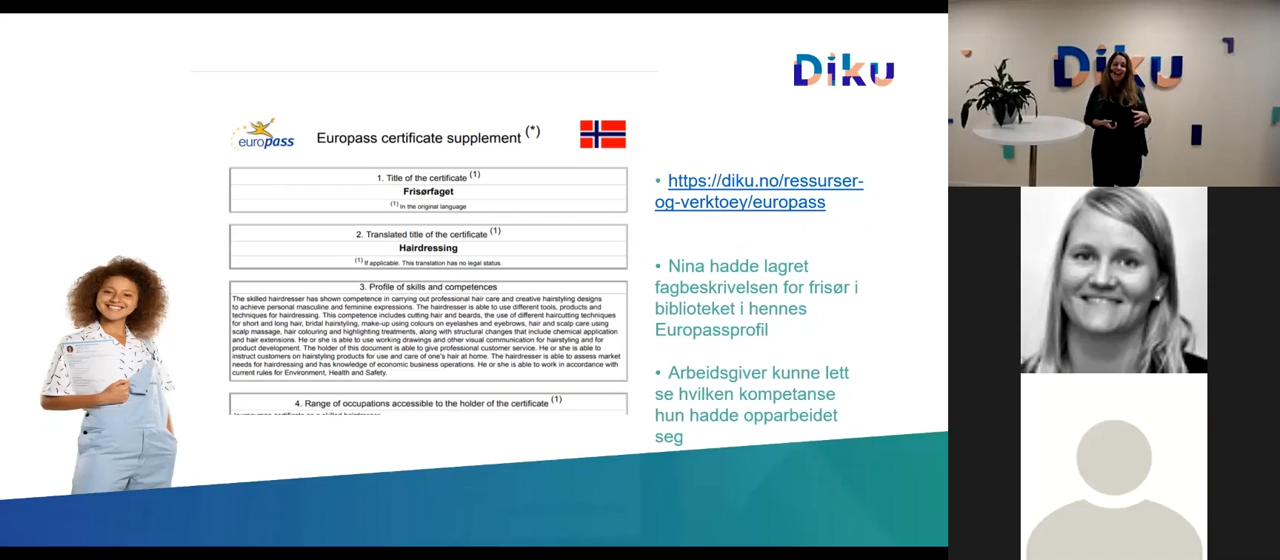 Diku
europass
Europass certificate supplement (*)
1. Title of the certificate (1)
Frisørfaget
(1) In the original language
2. Translated title of the certificate (1)
Hairdressing
(1) If applicable. This translation has no legal status.
3. Profile of skills and competences
The skilled hairdresser has shown competence in carrying out professional hair care and creative hairstyling designs
to achieve personal masculine and feminine expressions. The hairdresser is able to use different tools, products and
techniques for hairdressing. This competence includes cutting hair and beards, the use of different haircutting techniques
for short and long hair, bridal hairstyling, make-up using colours on eyelashes and eyebrows, hair and scalp care using
scalp massage, hair colouring and highlighting treatments, along with structural changes that include chemical application
and hair extensions. He or she is able to use working drawings and other visual communication for hairstyling and for
product development. The holder of this document is able to give professional customer service. He or she is able to
instruct customers on hairstyling products for use and care of one's hair at home. The hairdresser is able to assess market
needs for hairdressing and has knowledge of economic business operations. He or she is able to work in accordance with
current rules for Environment, Health and Safety.
4. Range of occupations accessible to the holder of the certificate (1)
• https://diku.no/ressurser-
og-verktoey/europass
• Nina hadde lagret
fagbeskrivelsen for frisør i
biblioteket i hennes
Europassprofil
• Arbeidsgiver kunne lett
se hvilken kompetanse
hun hadde opparbeidet
seg
Diku